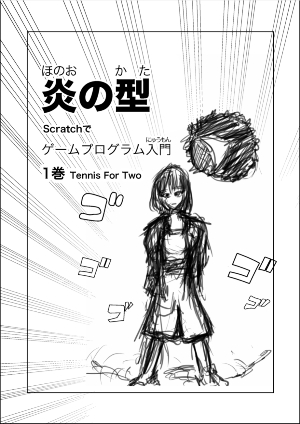 ほのお かた
炎の型
Scratchで
にゅうもん
ゲームプログラム入門
1巻 Tennis For Two
ゴ
ゴ
ゴ
ゴ
ゴ